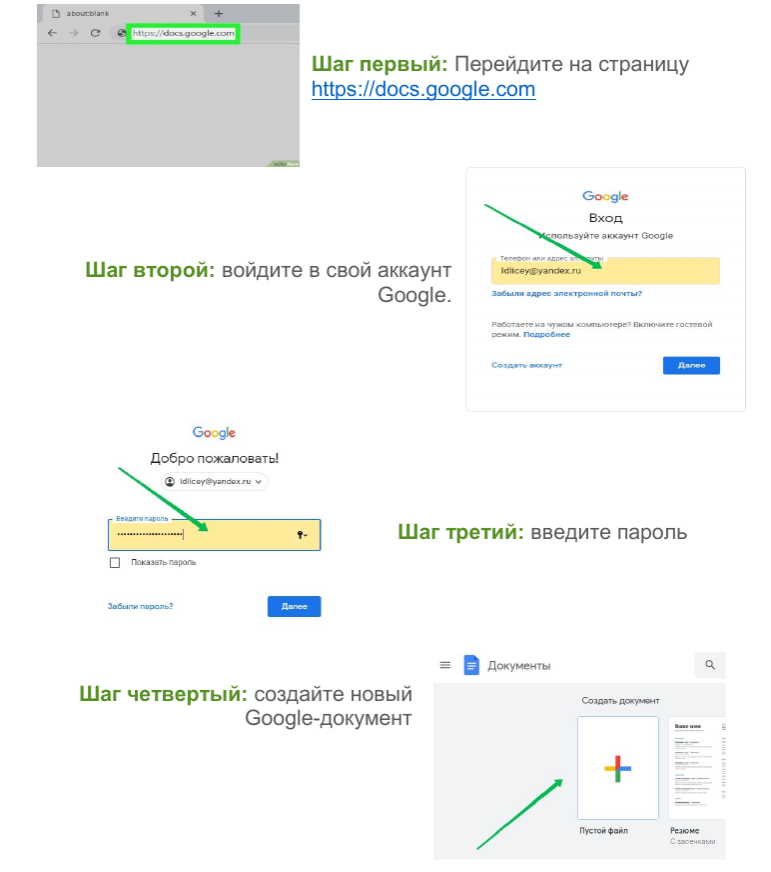 about:blank
https://docs.google.com
Шаг первый: Перейдите на страницу
https://docs.google.com
Google
Вход
Используйте аккаунт Google
Телефон или адрес эл
ldlicey@yandex.ru
Забыли адрес электронной почты?
Шаг второй: войдите в свой аккаунт
Google.
Работаете на чужом компьютере? Включите гостевой
режим. Подробнее
Создать аккаунт
Далее
Google
Добро пожаловать!
ldlicey@yandex.ru
Введите пароль
Показать пароль
Забыли пароль?
Далее
Шаг третий: введите пароль
Документы
Шаг четвертый: создайте новый
Google-документ
Создать документ
Ваше имя
Пустой файл
Резюме
С засечками